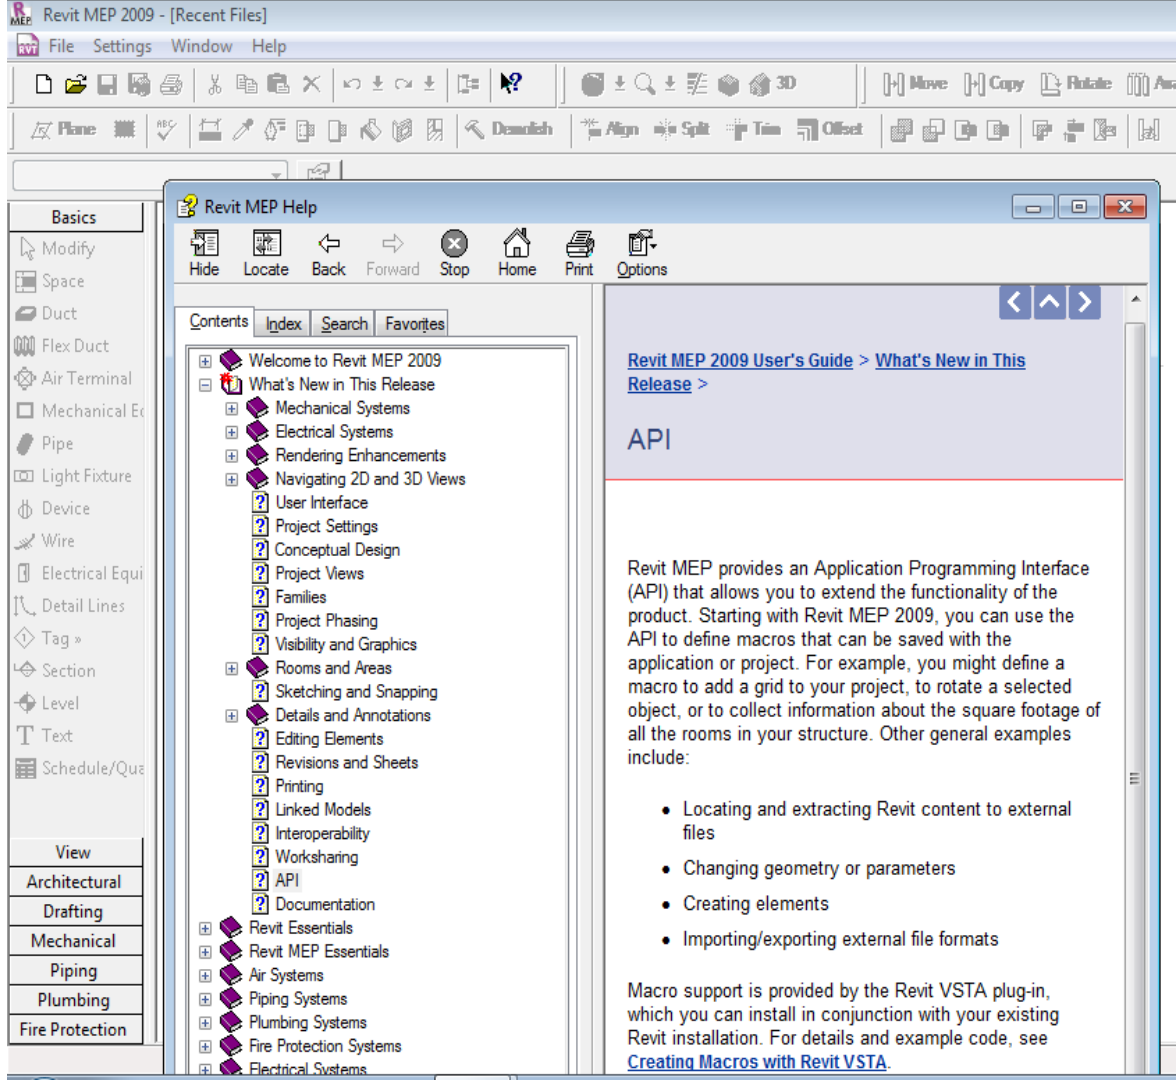 Revit MEP 2009 - [Recent Files]
File Settings Window Help
3D Move Copy Rotate
Plane ABC Demolish Align Split Trim Offset
Basics
Modify
Space
Duct
Flex Duct
Air Terminal
Mechanical
Pipe
Light Fixture
Device
Wire
Electrical Equi
Detail Lines
Tag »
Section
Level
Text
Schedule/Qua
View
Architectural
Drafting
Mechanical
Piping
Plumbing
Fire Protection
Revit MEP Help
Hide Locate Back Forward Stop Home Print Options
Contents Index Search Favorites
Welcome to Revit MEP 2009
What's New in This Release
Mechanical Systems
Electrical Systems
Rendering Enhancements
Navigating 2D and 3D Views
User Interface
Project Settings
Conceptual Design
Project Views
Families
Project Phasing
Visibility and Graphics
Rooms and Areas
Sketching and Snapping
Details and Annotations
Editing Elements
Revisions and Sheets
Printing
Linked Models
Interoperability
Worksharing
API
Documentation
Revit Essentials
Revit MEP Essentials
Air Systems
Piping Systems
Plumbing Systems
Fire Protection Systems
Electrical Systems
Revit MEP 2009 User's Guide > What's New in This
Release >
API
Revit MEP provides an Application Programming Interface
(API) that allows you to extend the functionality of the
product. Starting with Revit MEP 2009, you can use the
API to define macros that can be saved with the
application or project. For example, you might define a
macro to add a grid to your project, to rotate a selected
object, or to collect information about the square footage of
all the rooms in your structure. Other general examples
include:
• Locating and extracting Revit content to external
files
• Changing geometry or parameters
• Creating elements
• Importing/exporting external file formats
Macro support is provided by the Revit VSTA plug-in,
which you can install in conjunction with your existing
Revit installation. For details and example code, see
Creating Macros with Revit VSTA.